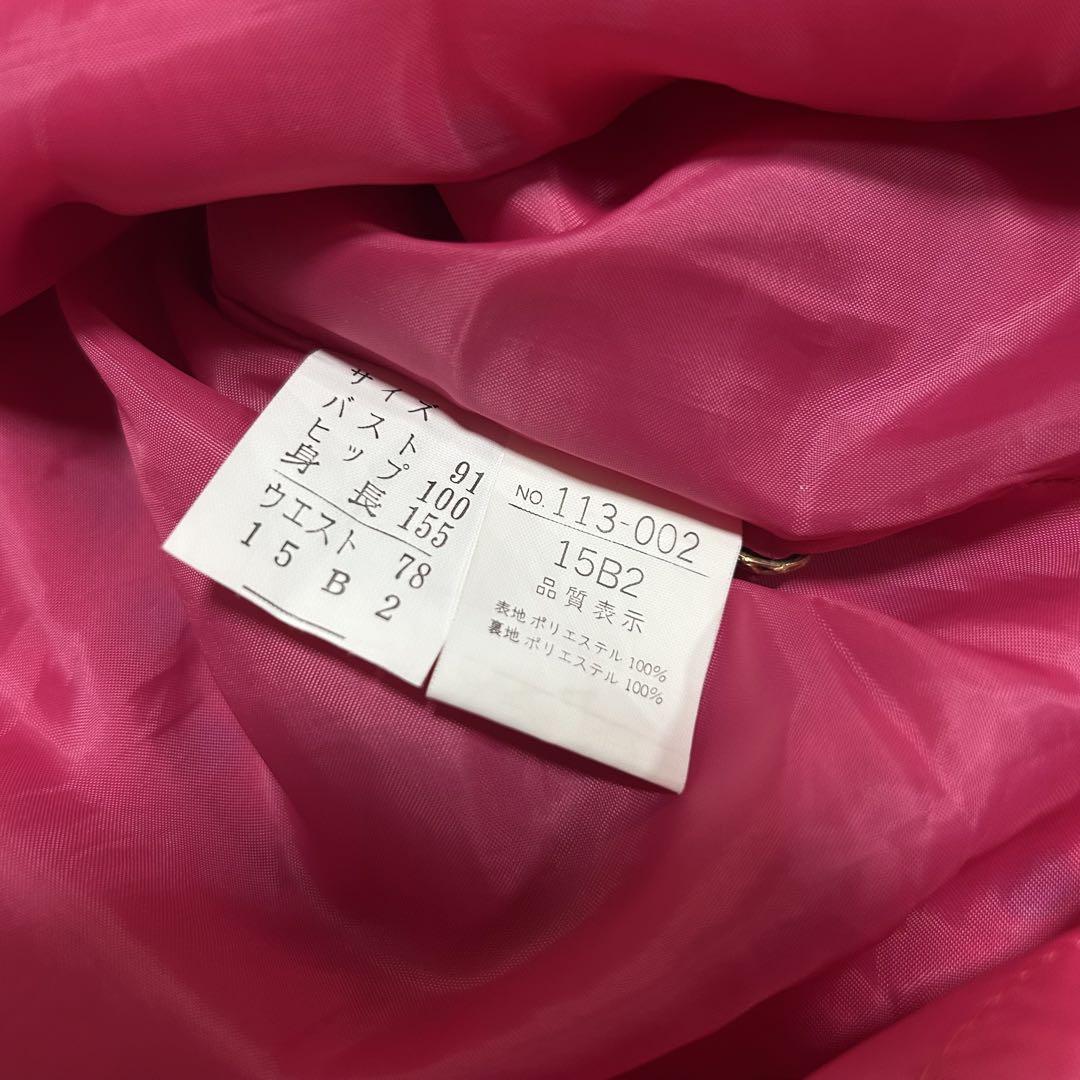 サイズ
バスト 91
ヒップ 100
身長 155
ウエスト 78
15B2
NO. 113-002
15B2
品質表示
表地 ポリエステル 100%
裏地 ポリエステル 100%